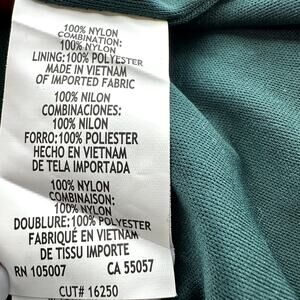 100% NYLON
COMBINATION:
100% NYLON
LINING:100% POLYESTER
MADE IN VIETNAM
OF IMPORTED FABRIC
100% NILON
COMBINACIONES:
100% NILON
FORRO:100% POLIESTER
HECHO EN VIETNAM
DE TELA IMPORTADA
100% NYLON
COMBINAISON:
100% NYLON
DOUBLURE:100% POLYESTER
FABRIQUÉ EN VIETNAM
DE TISSU IMPORTE
RN 105007 CA 55057
CUT# 16250